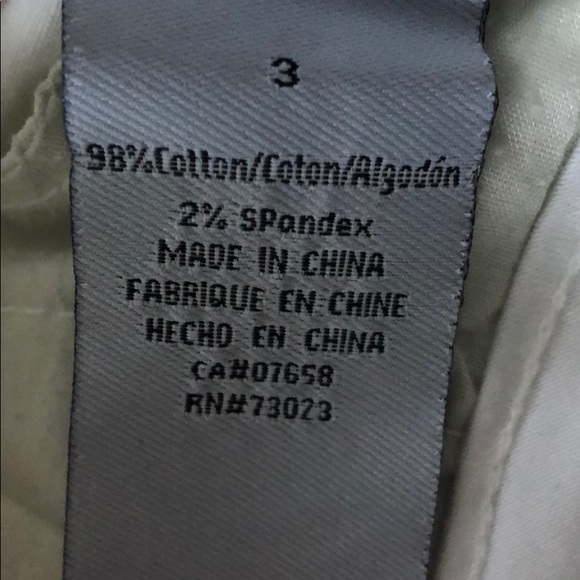 3
98%Cotton/Coton/Algodón
2% SPandex
MADE IN CHINA
FABRIQUE EN CHINE
HECHO EN CHINA
CA#07658
RN#73023